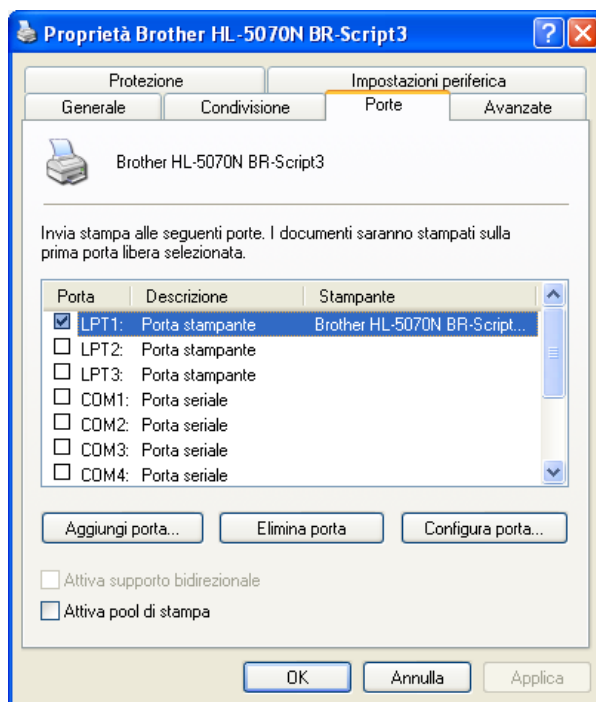 Proprietà Brother HL-5070N BR-Script3
Protezione Impostazioni periferica
Generale Condivisione Porte Avanzate
Brother HL-5070N BR-Script3
Invia stampa alle seguenti porte. I documenti saranno stampati sulla
prima porta libera selezionata.
Porta Descrizione Stampante
LPT1: Porta stampante Brother HL-5070N BR-Script...
LPT2: Porta stampante
LPT3: Porta stampante
COM1: Porta seriale
COM2: Porta seriale
COM3: Porta seriale
COM4: Porta seriale
Aggiungi porta... Elimina porta Configura porta...
Attiva supporto bidirezionale
Attiva pool di stampa
OK Annulla Applica